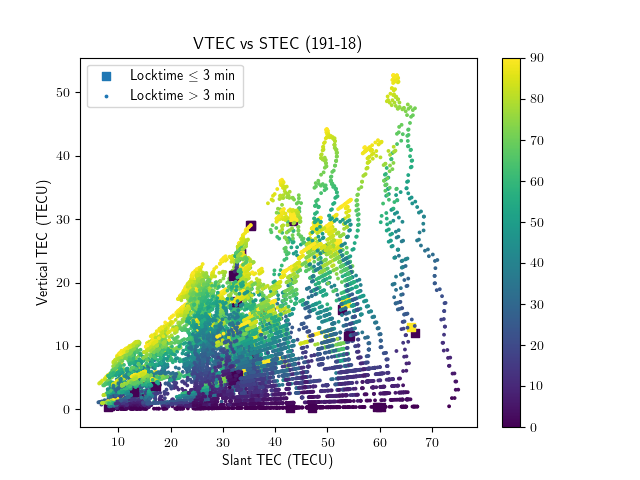 VTEC vs STEC (191-18)
Locktime ≤ 3 min
Locktime > 3 min
Vertical TEC (TECU)
50
40
30
20
10
0
10 20 30 40 50 60 70
Slant TEC (TECU)
90
80
70
60
50
40
30
20
10
0